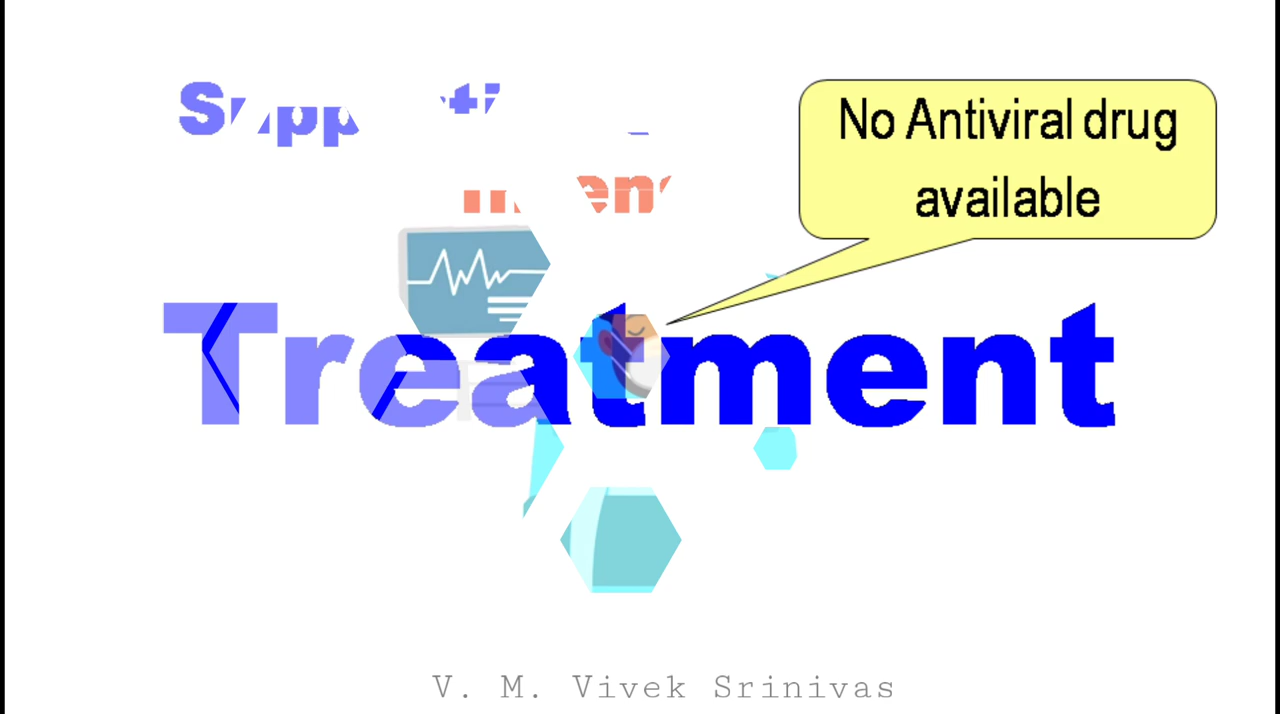 No Antiviral drug
available
Treatment
V. M. Vivek Srinivas